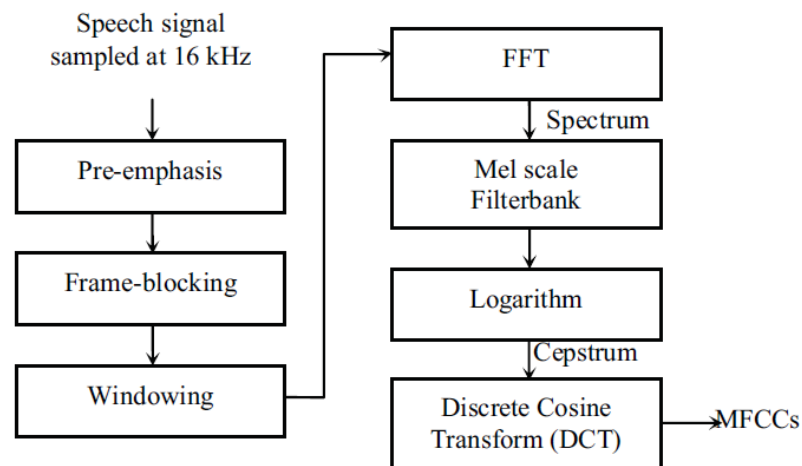 Speech signal
sampled at 16 kHz
Pre-emphasis
Frame-blocking
Windowing
FFT
Spectrum
Mel scale
Filterbank
Logarithm
Cepstrum
Discrete Cosine
Transform (DCT)
MFCCs